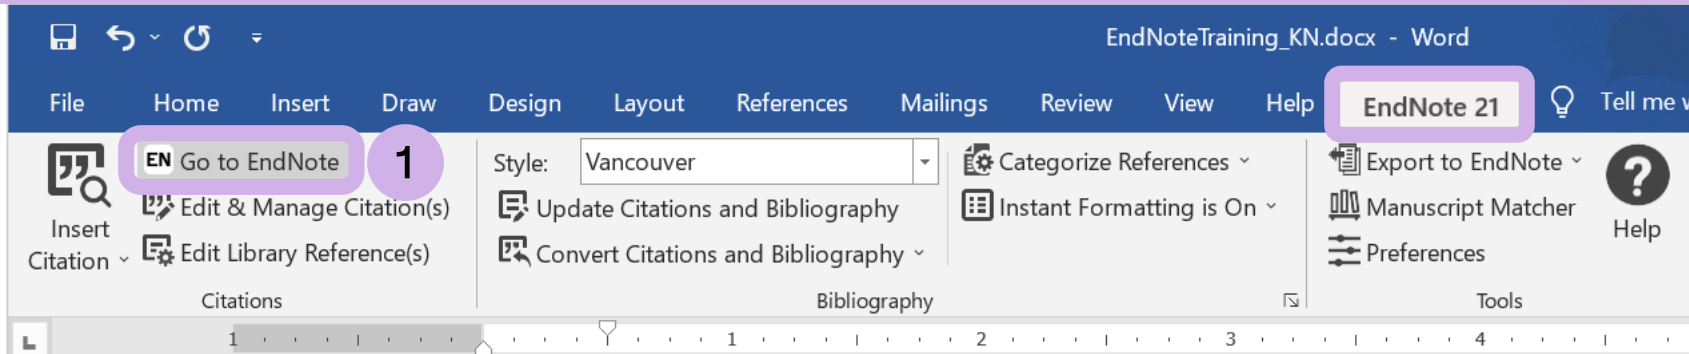 EndNoteTraining_KN.docx - Word
File Home Insert Draw Design Layout References Mailings Review View Help EndNote 21 Tell me
Insert Citation
EN Go to EndNote 1
Edit & Manage Citation(s)
Edit Library Reference(s)
Citations
Style: Vancouver
Update Citations and Bibliography
Convert Citations and Bibliography
Categorize References
Instant Formatting is On
Bibliography
Export to EndNote
Manuscript Matcher
Preferences
Tools
Help
1 1 2 3 4